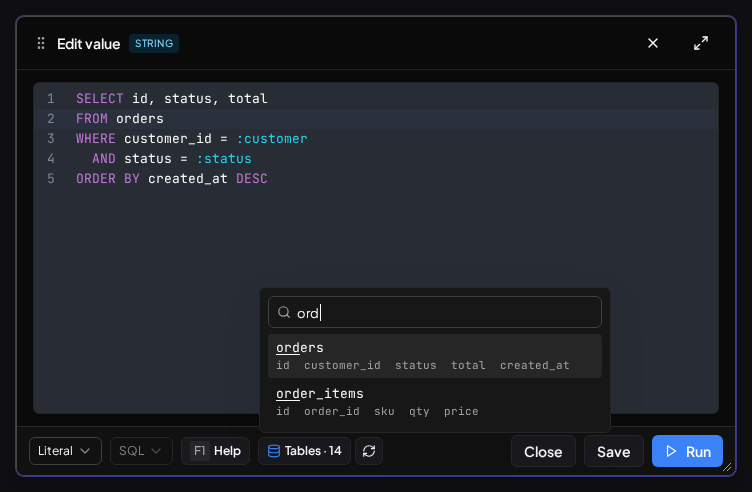 Edit value STRING
1 SELECT id, status, total
2 FROM orders
3 WHERE customer_id = :customer
4 AND status = :status
5 ORDER BY created_at DESC
ord
orders
id customer_id status total created_at
order_items
id order_id sku qty price
Literal SQL F1 Help Tables · 14 Close Save Run